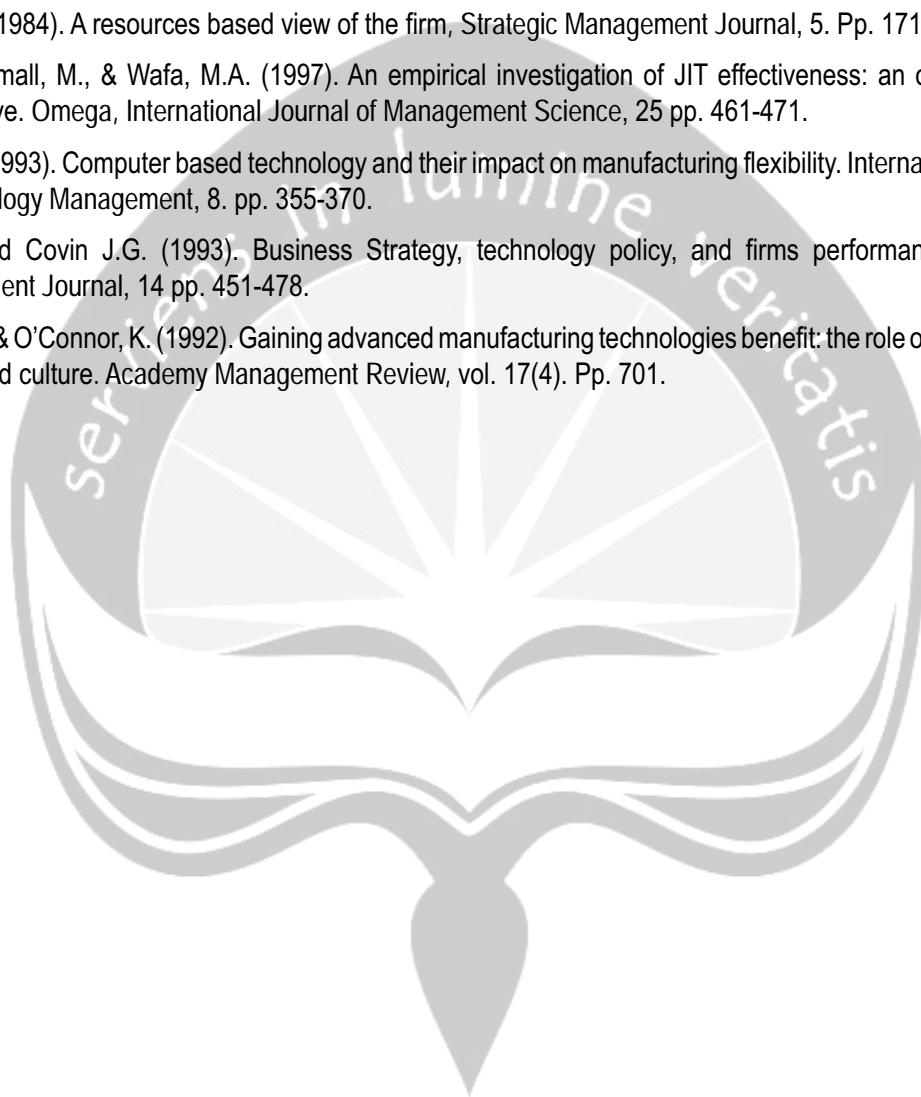 1984). A resources based view of the firm, Strategic Management Journal, 5. Pp. 171
mall, M., & Wafa, M.A. (1997). An empirical investigation of JIT effectiveness: an
ve. Omega, International Journal of Management Science, 25 pp. 461-471.
993). Computer based technology and their impact on manufacturing flexibility. Interna
logy Management, 8. pp. 355-370.
d Covin J.G. (1993). Business Strategy, technology policy, and firms performan
ent Journal, 14 pp. 451-478.
& O'Connor, K. (1992). Gaining advanced manufacturing technologies benefit: the role o
d culture. Academy Management Review, vol. 17(4). Pp. 701.
serviens in lumine veritatis